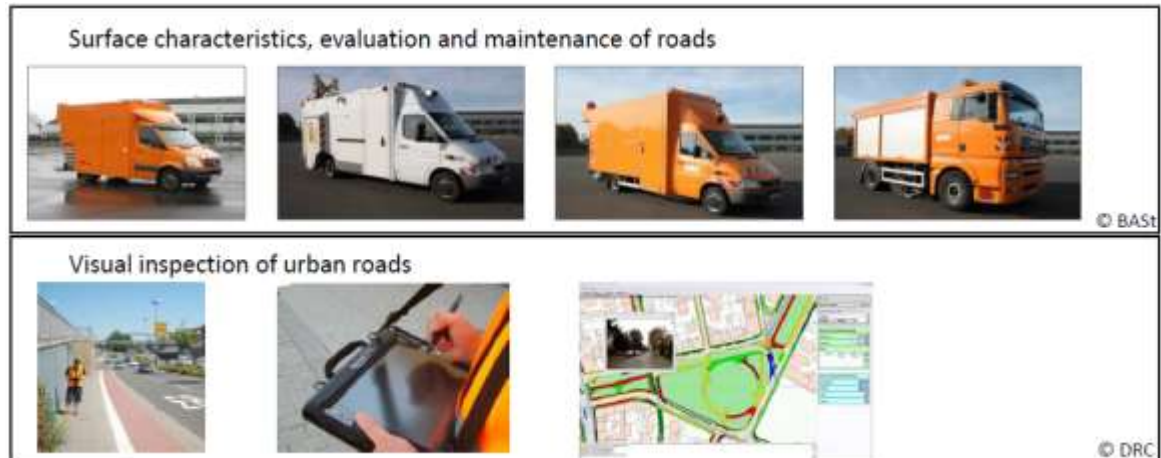 Surface characteristics, evaluation and maintenance of roads
© BASt
Visual inspection of urban roads
© DRC